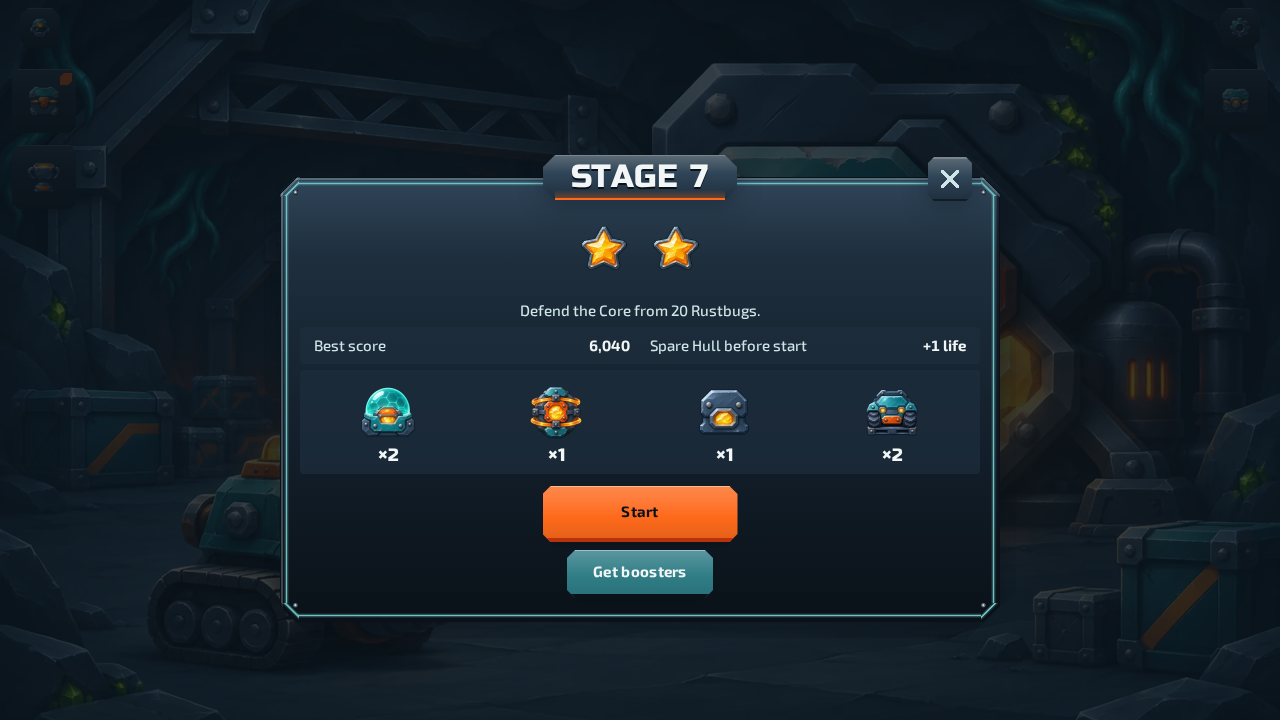 STAGE 7
Defend the Core from 20 Rustbugs.
Best score 6,040 Spare Hull before start +1 life
×2 ×1 ×1 ×2
Start
Get boosters